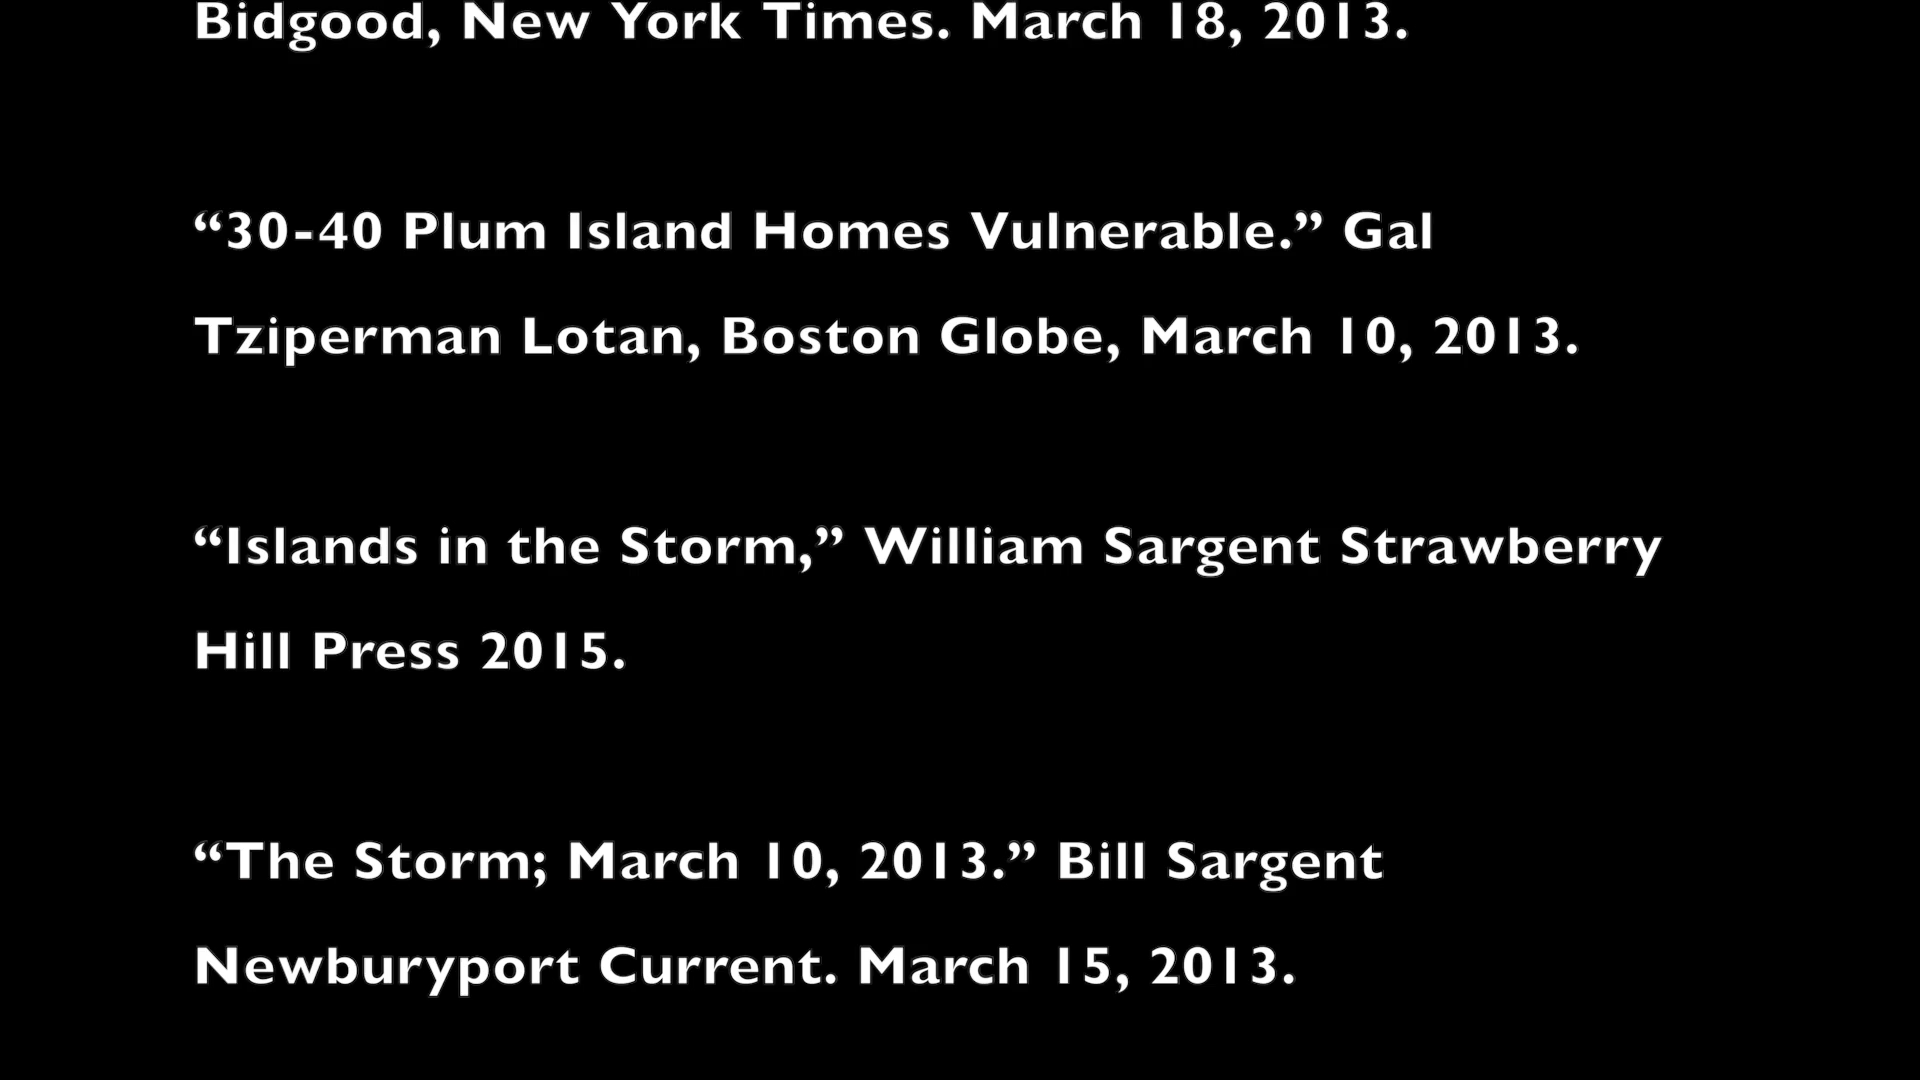 Bidgood, New York Times. March 18, 2013.
“30-40 Plum Island Homes Vulnerable.” Gal
Tziperman Lotan, Boston Globe, March 10, 2013.
“Islands in the Storm,” William Sargent Strawberry
Hill Press 2015.
“The Storm; March 10, 2013.” Bill Sargent
Newburyport Current. March 15, 2013.